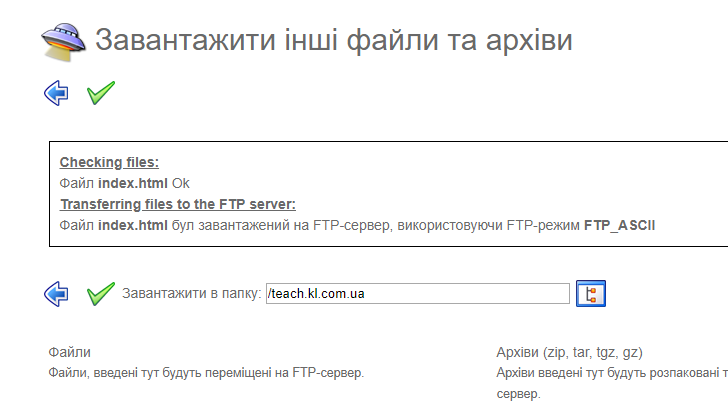 Завантажити інші файли та архіви
Checking files:
Файл index.html Ok
Transferring files to the FTP server:
Файл index.html бул завантажений на FTP-сервер, використовуючи FTP-режим FTP_ASCII
Завантажити в папку: /teach.kl.com.ua
Файли
Файли, введені тут будуть переміщені на FTP-сервер.
Архіви (zip, tar, tgz, gz)
Архіви введені тут будуть розпаковані
сервер.